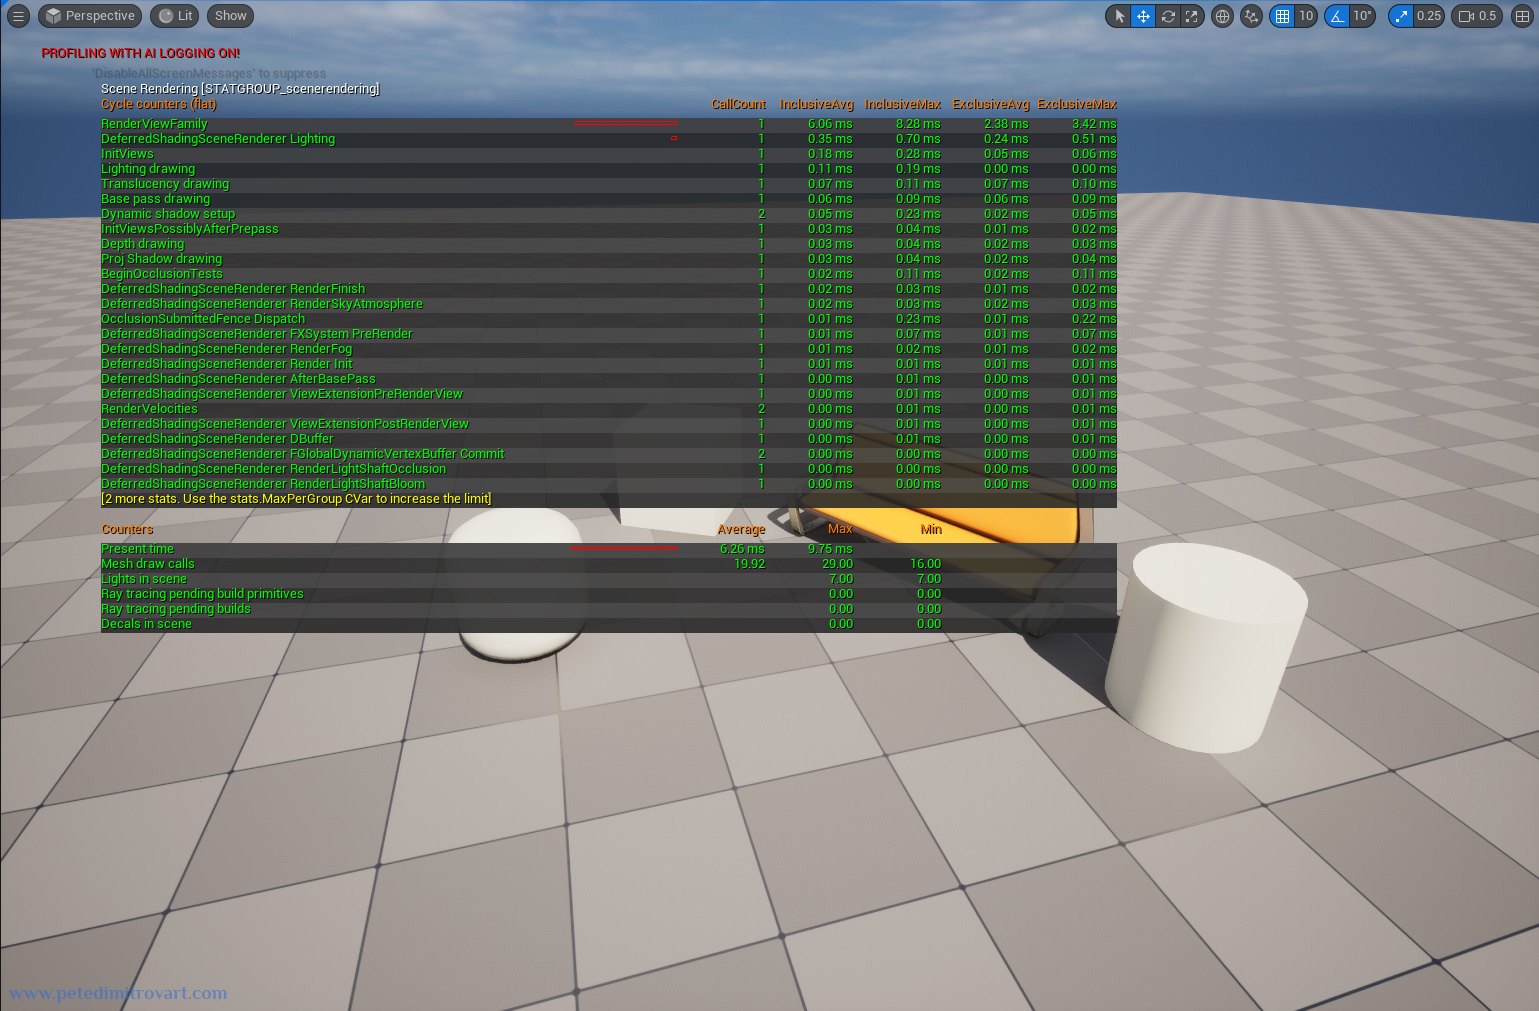 Perspective Lit Show 10 10° 0.25 0.5
PROFILING WITH AI LOGGING ON!
'DisableAllScreenMessages' to suppress
Scene Rendering [STATGROUP_scenerendering]
Cycle counters (flat) CallCount InclusiveAvg InclusiveMax ExclusiveAvg ExclusiveMax
RenderViewFamily 1 6.06 ms 8.28 ms 2.38 ms 3.42 ms
DeferredShadingSceneRenderer Lighting 1 0.35 ms 0.70 ms 0.24 ms 0.51 ms
InitViews 1 0.18 ms 0.28 ms 0.05 ms 0.06 ms
Lighting drawing 1 0.11 ms 0.19 ms 0.00 ms 0.00 ms
Translucency drawing 1 0.07 ms 0.11 ms 0.07 ms 0.10 ms
Base pass drawing 1 0.06 ms 0.09 ms 0.06 ms 0.09 ms
Dynamic shadow setup 2 0.05 ms 0.23 ms 0.02 ms 0.05 ms
InitViewsPossiblyAfterPrepass 1 0.03 ms 0.04 ms 0.01 ms 0.02 ms
Depth drawing 1 0.03 ms 0.04 ms 0.02 ms 0.03 ms
Proj Shadow drawing 1 0.03 ms 0.04 ms 0.02 ms 0.04 ms
BeginOcclusionTests 1 0.02 ms 0.11 ms 0.02 ms 0.11 ms
DeferredShadingSceneRenderer RenderFinish 1 0.02 ms 0.03 ms 0.01 ms 0.02 ms
DeferredShadingSceneRenderer RenderSkyAtmosphere 1 0.02 ms 0.03 ms 0.02 ms 0.03 ms
OcclusionSubmittedFence Dispatch 1 0.01 ms 0.23 ms 0.01 ms 0.22 ms
DeferredShadingSceneRenderer FXSystem PreRender 1 0.01 ms 0.07 ms 0.01 ms 0.07 ms
DeferredShadingSceneRenderer RenderFog 1 0.01 ms 0.02 ms 0.01 ms 0.02 ms
DeferredShadingSceneRenderer Render Init 1 0.01 ms 0.01 ms 0.01 ms 0.01 ms
DeferredShadingSceneRenderer AfterBasePass 1 0.00 ms 0.01 ms 0.00 ms 0.01 ms
DeferredShadingSceneRenderer ViewExtensionPreRenderView 1 0.00 ms 0.01 ms 0.00 ms 0.01 ms
RenderVelocities 2 0.00 ms 0.01 ms 0.00 ms 0.01 ms
DeferredShadingSceneRenderer ViewExtensionPostRenderView 1 0.00 ms 0.01 ms 0.00 ms 0.01 ms
DeferredShadingSceneRenderer DBuffer 1 0.00 ms 0.01 ms 0.00 ms 0.01 ms
DeferredShadingSceneRenderer FGlobalDynamicVertexBuffer Commit 2 0.00 ms 0.00 ms 0.00 ms 0.00 ms
DeferredShadingSceneRenderer RenderLightShaftOcclusion 1 0.00 ms 0.00 ms 0.00 ms 0.00 ms
DeferredShadingSceneRenderer RenderLightShaftBloom 1 0.00 ms 0.00 ms 0.00 ms 0.00 ms
[2 more stats. Use the stats.MaxPerGroup CVar to increase the limit]
Counters Average Max Min
Present time 6.26 ms 9.75 ms
Mesh draw calls 19.92 29.00 16.00
Lights in scene 7.00 7.00
Ray tracing pending build primitives 0.00 0.00
Ray tracing pending builds 0.00 0.00
Decals in scene 0.00 0.00
www.petedimitrovart.com